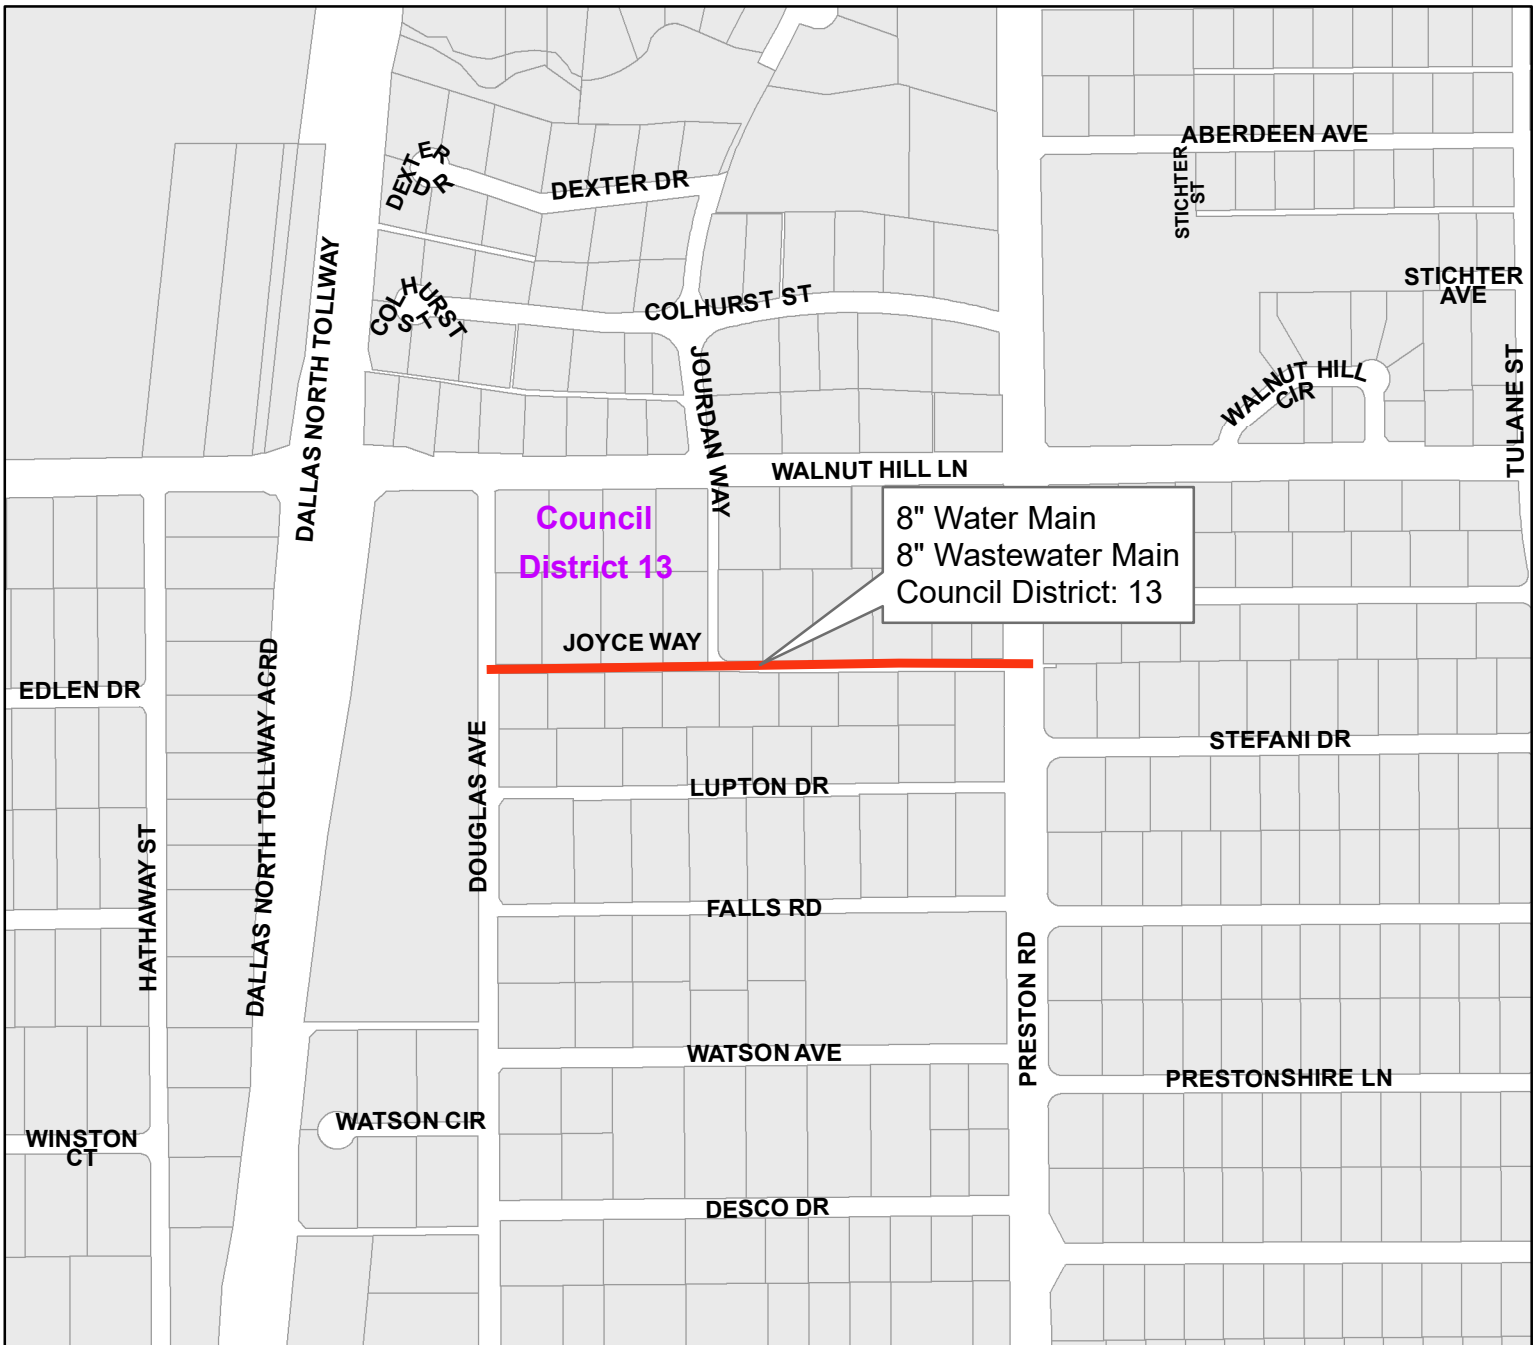 ABERDEEN AVE
STICHTER
ST
DEXTER
DR
DEXTER DR
STICHTER
AVE
COLHURST
ST
COLHURST ST
DALLAS NORTH TOLLWAY
JOURDAN WAY
WALNUT HILL
CIR
TULANE ST
WALNUT HILL LN
Council
District 13
8" Water Main
8" Wastewater Main
Council District: 13
JOYCE WAY
EDLEN DR
DALLAS NORTH TOLLWAY ACRD
DOUGLAS AVE
STEFANI DR
LUPTON DR
HATHAWAY ST
FALLS RD
PRESTON RD
WATSON AVE
PRESTONSHIRE LN
WATSON CIR
WINSTON
CT
DESCO DR